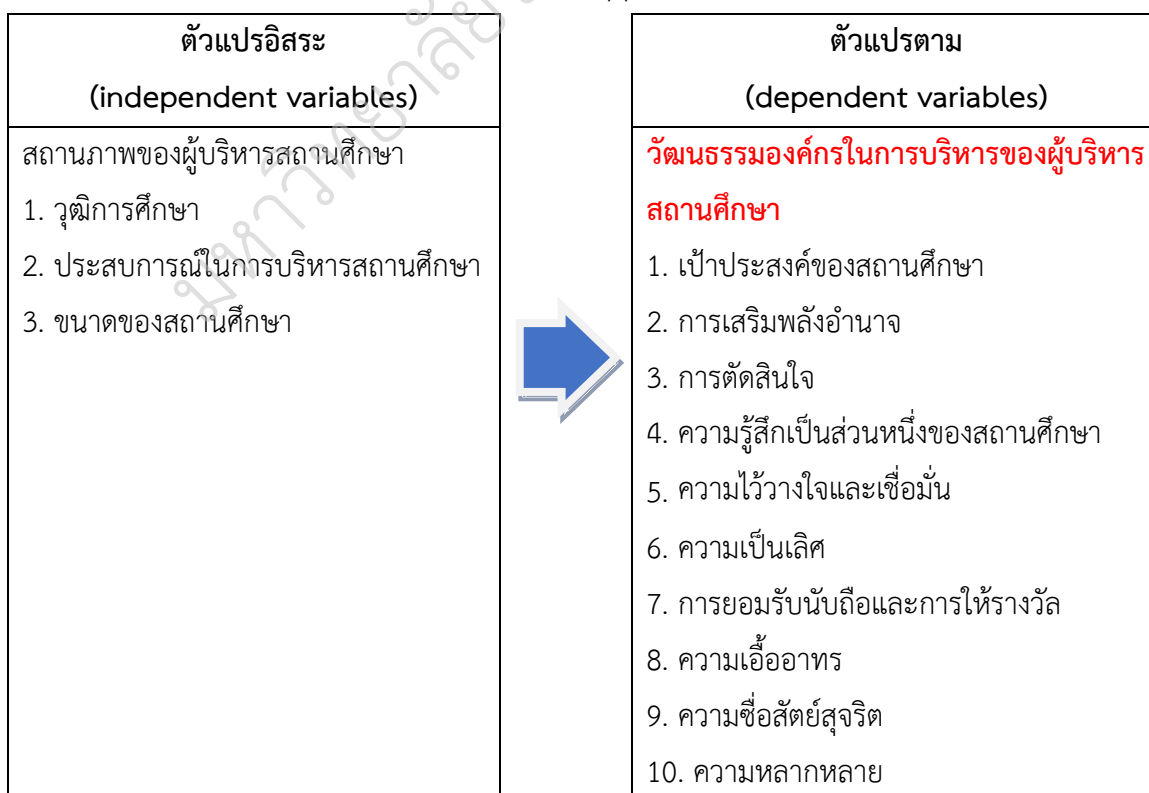 ตัวแปรอิสระ
(independent variables)
สถานภาพของผู้บริหารสถานศึกษา
1. วุฒิการศึกษา
2. ประสบการณ์ในการบริหารสถานศึกษา
3. ขนาดของสถานศึกษา
ตัวแปรตาม
(dependent variables)
วัฒนธรรมองค์กรในการบริหารของผู้บริหาร
สถานศึกษา
1. เป้าประสงค์ของสถานศึกษา
2. การเสริมพลังอำนาจ
3. การตัดสินใจ
4. ความรู้สึกเป็นส่วนหนึ่งของสถานศึกษา
5. ความไว้วางใจและเชื่อมั่น
6. ความเป็นเลิศ
7. การยอมรับนับถือและการให้รางวัล
8. ความเอื้ออาทร
9. ความซื่อสัตย์สุจริต
10. ความหลากหลาย
มหาวิทยาลัย